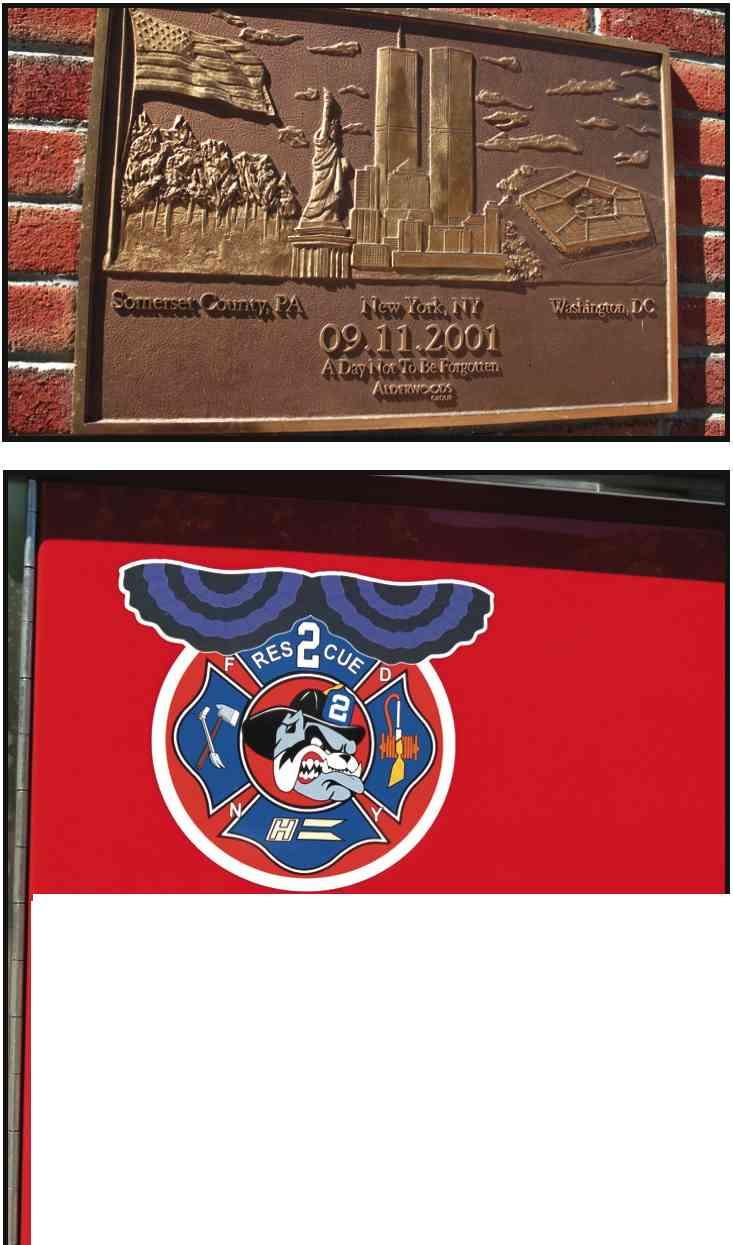 Somerset County, PA New York, NY Washington, DC
09.11.2001
A Day Not To Be Forgotten
ALDERWOODS
GROUP
RES 2 CUE
F D
2
N Y
H